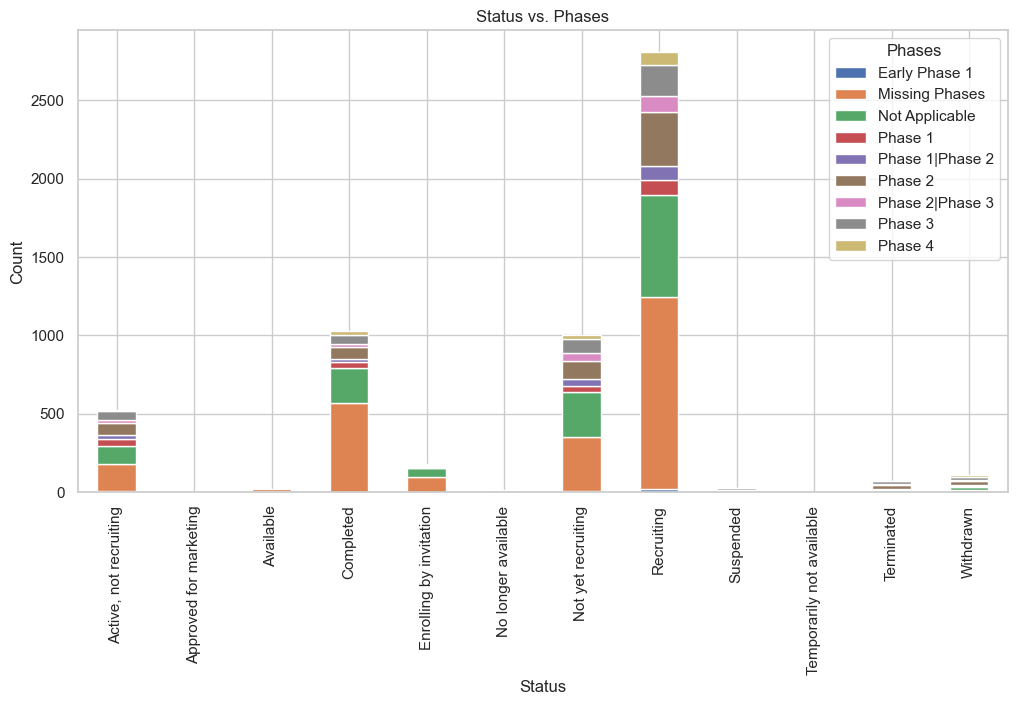 Status vs. Phases
Phases
Early Phase 1
Missing Phases
Not Applicable
Phase 1
Phase 1|Phase 2
Phase 2
Phase 2|Phase 3
Phase 3
Phase 4
Count
2500
2000
1500
1000
500
0
Active, not recruiting
Approved for marketing
Available
Completed
Enrolling by invitation
No longer available
Not yet recruiting
Recruiting
Suspended
Temporarily not available
Terminated
Withdrawn
Status